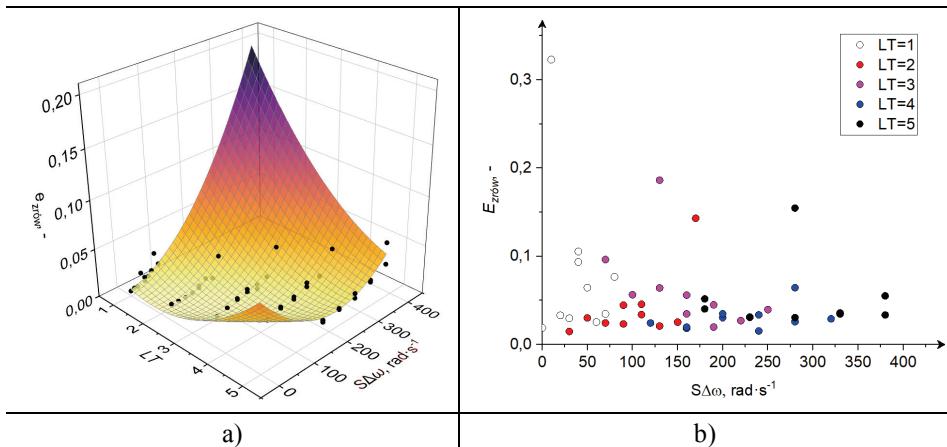 0,20
0,15
0,10
0,05
0,00
e_zrów, -
1
2
3
4
5
LT
0
100
200
300
400
SΔω, rad·s⁻¹
a)
E_zrów, -
0,3
0,2
0,1
0,0
0 50 100 150 200 250 300 350 400
SΔω, rad·s⁻¹
LT=1
LT=2
LT=3
LT=4
LT=5
b)